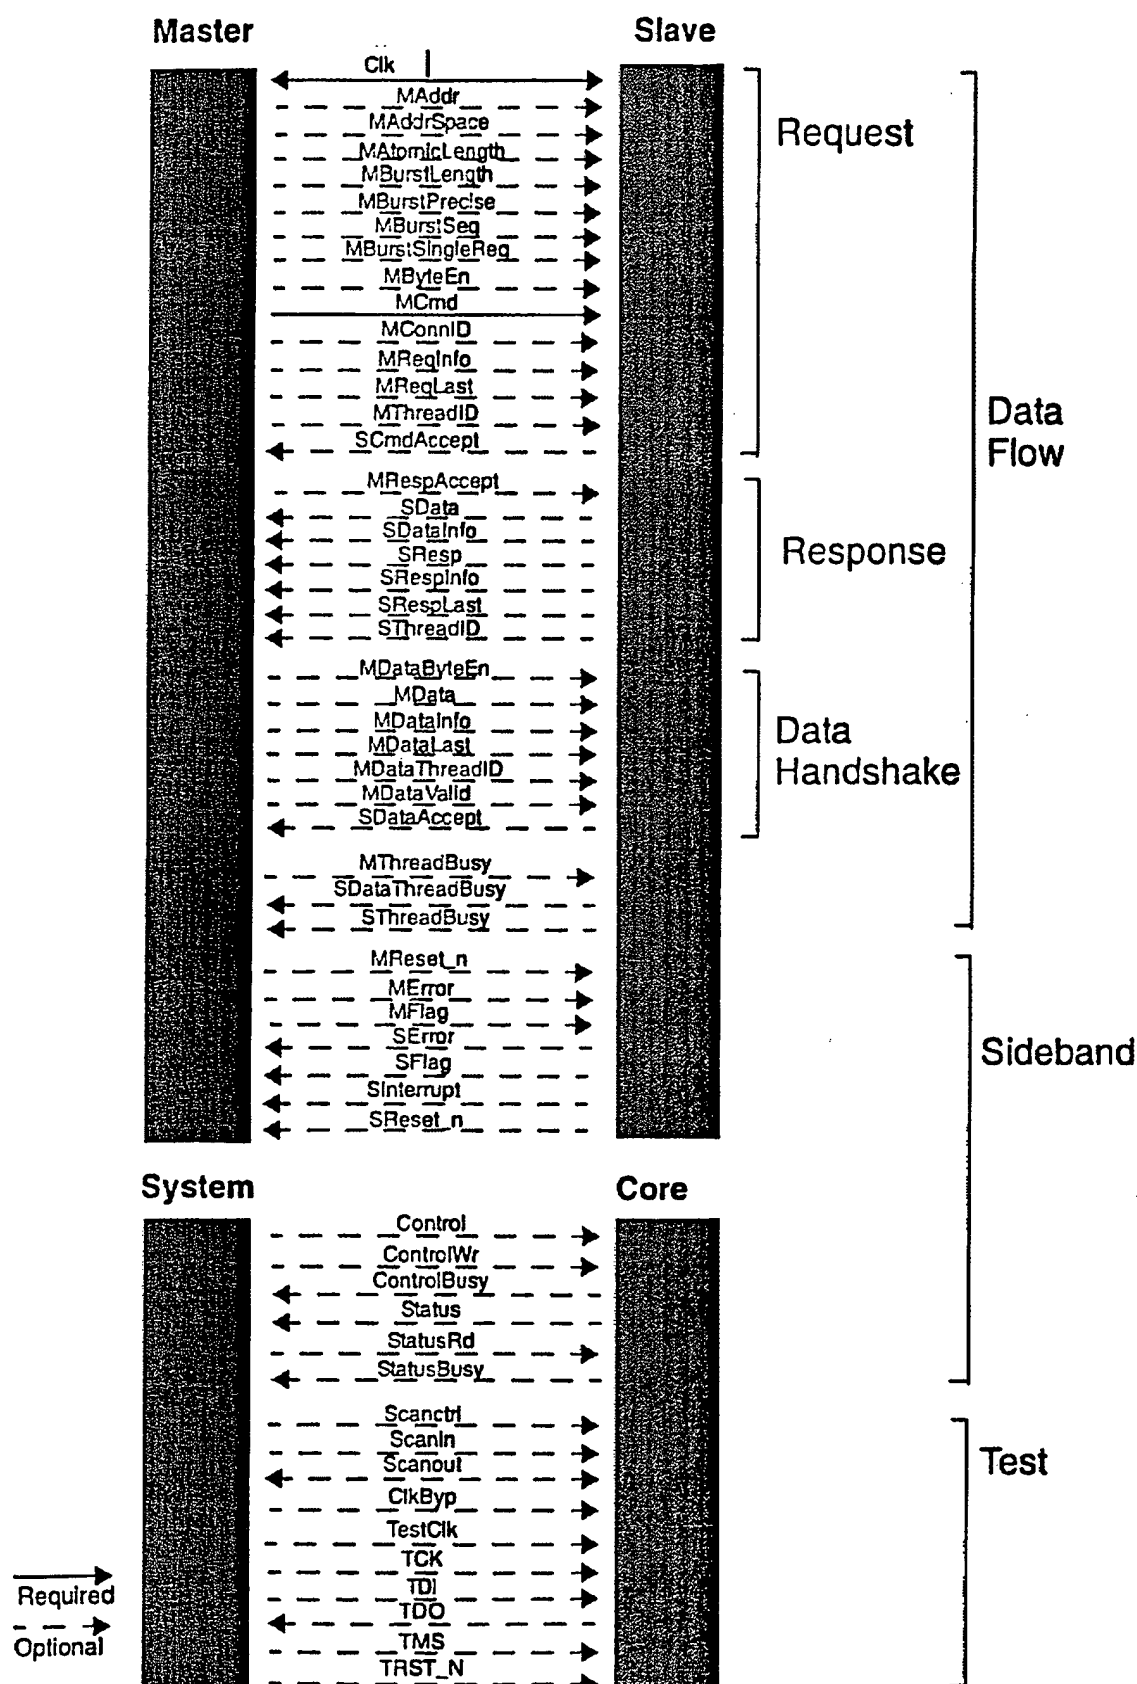 Master
Slave
Clk
MAddr
MAddrSpace
MAtomicLength
MBurstLength
MBurstPrecise
MBurstSeq
MBurstSingleReq
MByteEn
MCmd
MConnID
MReqInfo
MReqLast
MThreadID
SCmdAccept
Request
MRespAccept
SData
SDataInfo
SResp
SRespInfo
SRespLast
SThreadID
Response
MDataByteEn
MData
MDataInfo
MDataLast
MDataThreadID
MDataValid
SDataAccept
Data
Handshake
MThreadBusy
SDataThreadBusy
SThreadBusy
Data
Flow
MReset_n
MError
MFlag
SError
SFlag
SInterrupt
SReset_n
Sideband
System
Core
Control
ControlWr
ControlBusy
Status
StatusRd
StatusBusy
Scanctrl
ScanIn
Scanout
ClkByp
TestClk
TCK
TDI
TDO
TMS
TRST_N
Test
Required
Optional